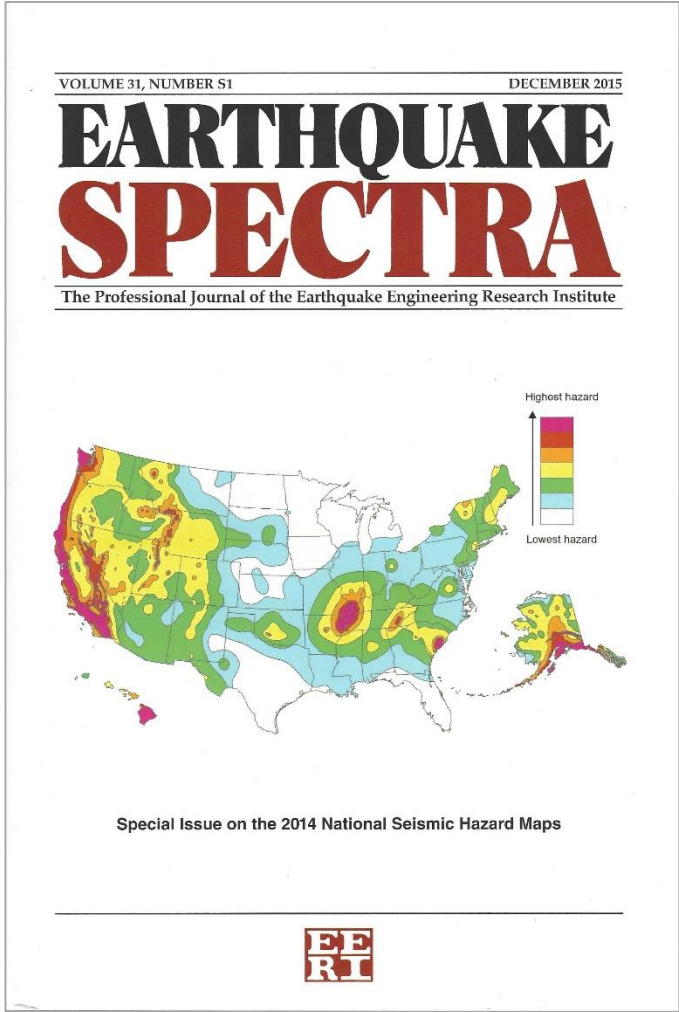 VOLUME 31, NUMBER S1 DECEMBER 2015
EARTHQUAKE
SPECTRA
The Professional Journal of the Earthquake Engineering Research Institute
Highest hazard
Lowest hazard
Special Issue on the 2014 National Seismic Hazard Maps
EE
RI